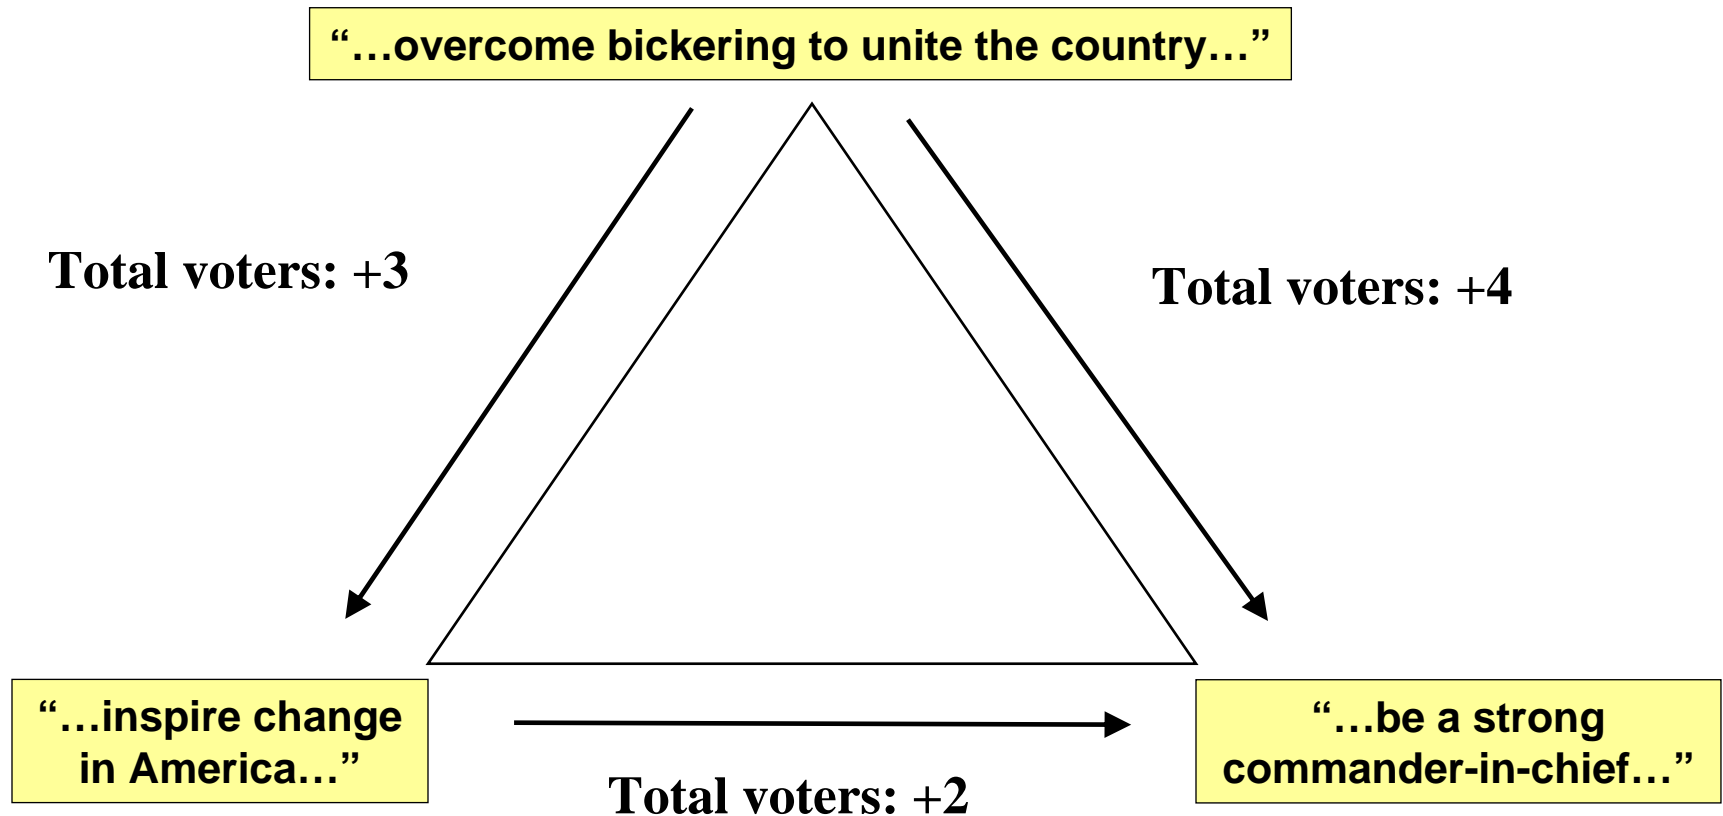 “…overcome bickering to unite the country…”
Total voters: +3
Total voters: +4
“…inspire change
in America…”
“…be a strong
commander-in-chief…”
Total voters: +2